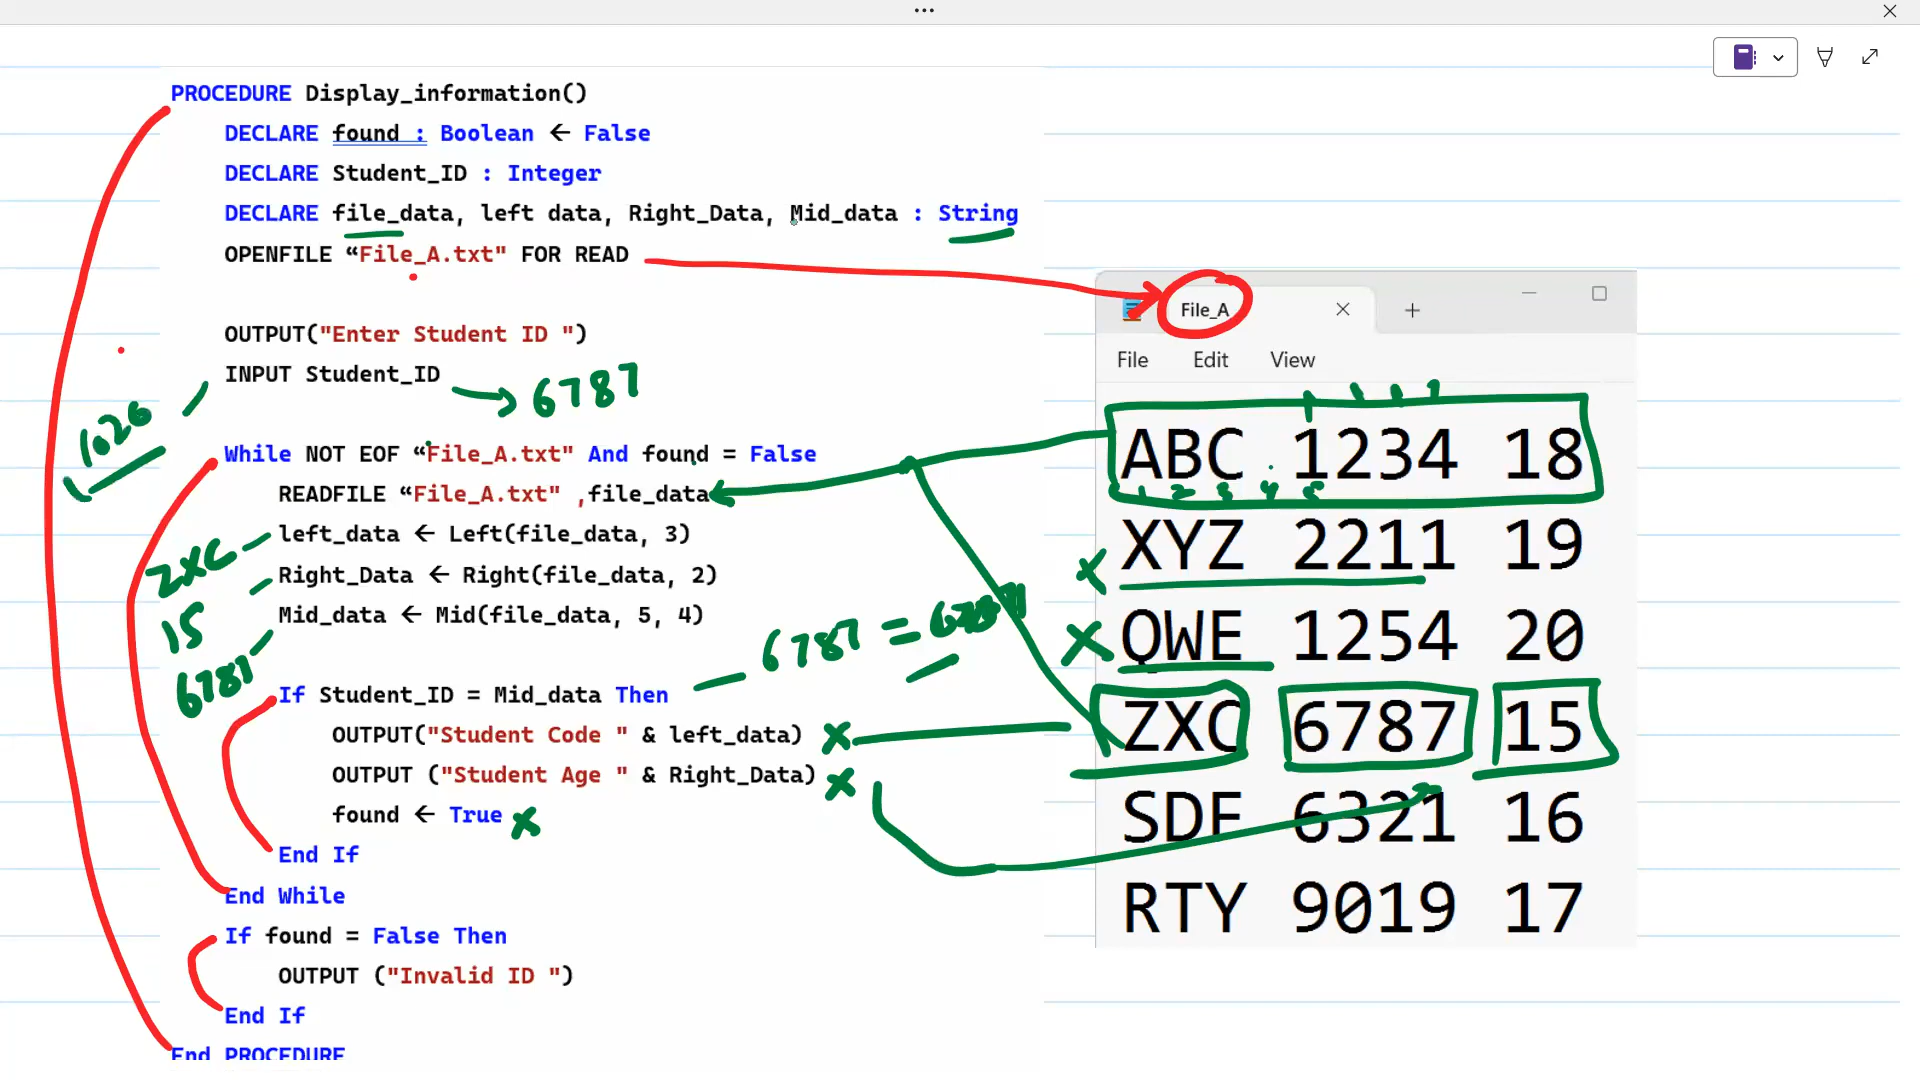 PROCEDURE Display_information()
DECLARE found : Boolean ← False
DECLARE Student_ID : Integer
DECLARE file_data, left data, Right_Data, Mid_data : String
OPENFILE “File_A.txt" FOR READ
OUTPUT("Enter Student ID ")
INPUT Student_ID
6787
1026
While NOT EOF “File_A.txt" And found = False
READFILE “File_A.txt" ,file_data
left_data ← Left(file_data, 3)
Right_Data ← Right(file_data, 2)
Mid_data ← Mid(file_data, 5, 4)
ZXC
15
6787
6787 = 6787
If Student_ID = Mid_data Then
OUTPUT("Student Code " & left_data)
OUTPUT ("Student Age " & Right_Data)
found ← True
End If
End While
If found = False Then
OUTPUT ("Invalid ID ")
End If
End PROCEDURE
File_A
File Edit View
ABC 1234 18
1 2 3 4 5
XYZ 2211 19
QWE 1254 20
ZXC 6787 15
SDF 6321 16
RTY 9019 17